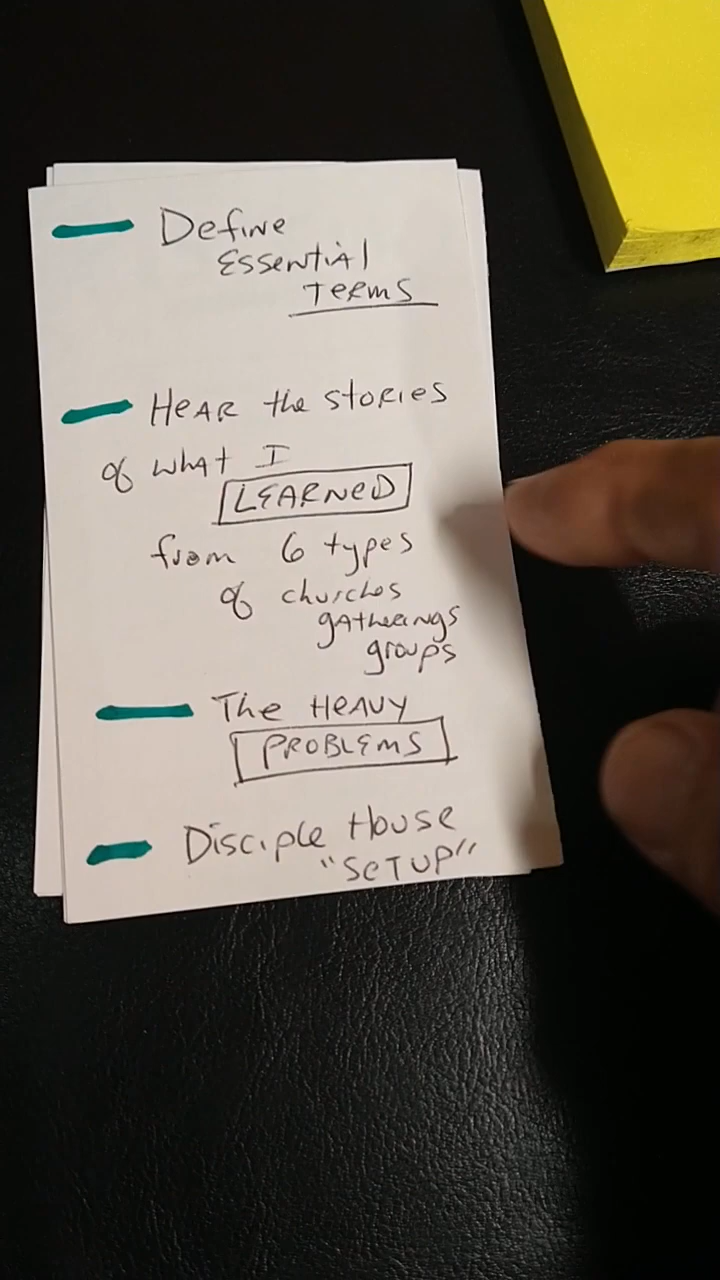 Define
Essential
Terms
Hear the stories
of what I
LEARNED
from 6 types
of churches
gatherings
groups
The HEAVY
PROBLEMS
Disciple House
"SETUP"